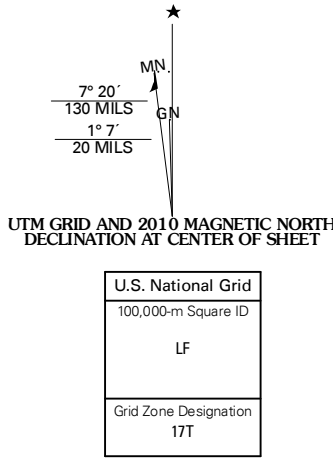 ★
MN.
7° 20´
130 MILS
GN
1° 7´
20 MILS
UTM GRID AND 2010 MAGNETIC NORTH
DECLINATION AT CENTER OF SHEET
U.S. National Grid
100,000-m Square ID
LF
Grid Zone Designation
17T